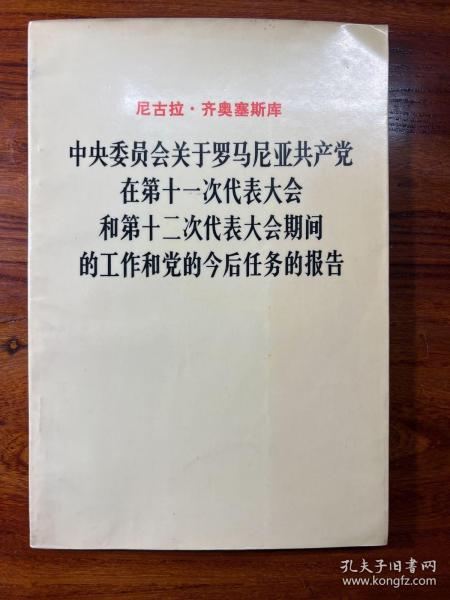 尼古拉·齐奥塞斯库
中央委员会关于罗马尼亚共产党
在第十一次代表大会
和第十二次代表大会期间
的工作和党的今后任务的报告
孔夫子旧书网
www.kongfz.com